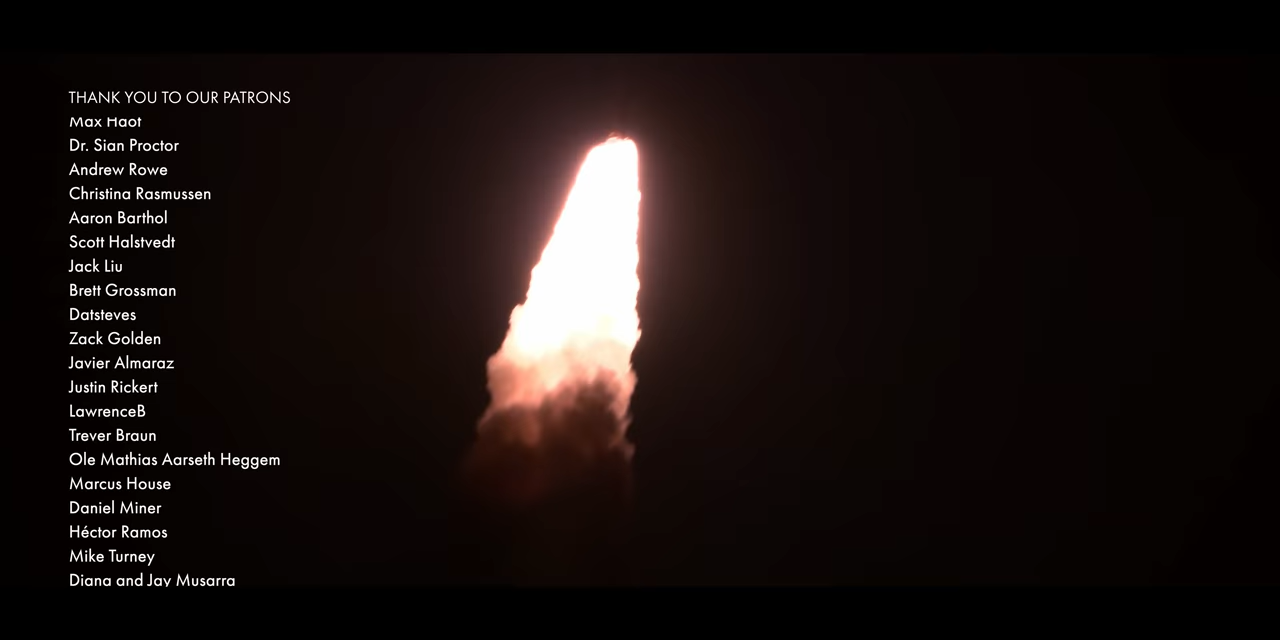 THANK YOU TO OUR PATRONS
Max Haot
Dr. Sian Proctor
Andrew Rowe
Christina Rasmussen
Aaron Barthol
Scott Halstvedt
Jack Liu
Brett Grossman
Datsteves
Zack Golden
Javier Almaraz
Justin Rickert
LawrenceB
Trever Braun
Ole Mathias Aarseth Heggem
Marcus House
Daniel Miner
Héctor Ramos
Mike Turney
Diana and Jay Musarra